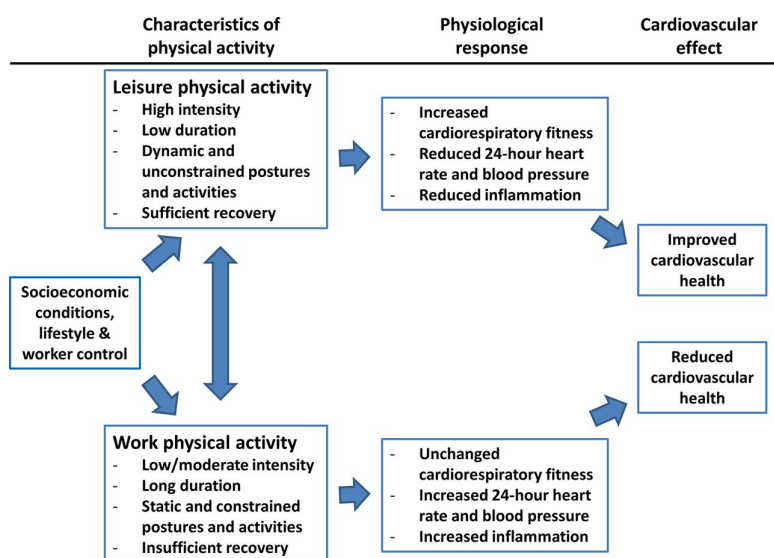 Characteristics of
physical activity
Physiological
response
Cardiovascular
effect
Leisure physical activity
- High intensity
- Low duration
- Dynamic and
unconstrained postures
and activities
- Sufficient recovery
- Increased
cardiorespiratory fitness
- Reduced 24-hour heart
rate and blood pressure
- Reduced inflammation
Improved
cardiovascular
health
Socioeconomic
conditions,
lifestyle &
worker control
Reduced
cardiovascular
health
Work physical activity
- Low/moderate intensity
- Long duration
- Static and constrained
postures and activities
- Insufficient recovery
- Unchanged
cardiorespiratory fitness
- Increased 24-hour heart
rate and blood pressure
- Increased inflammation